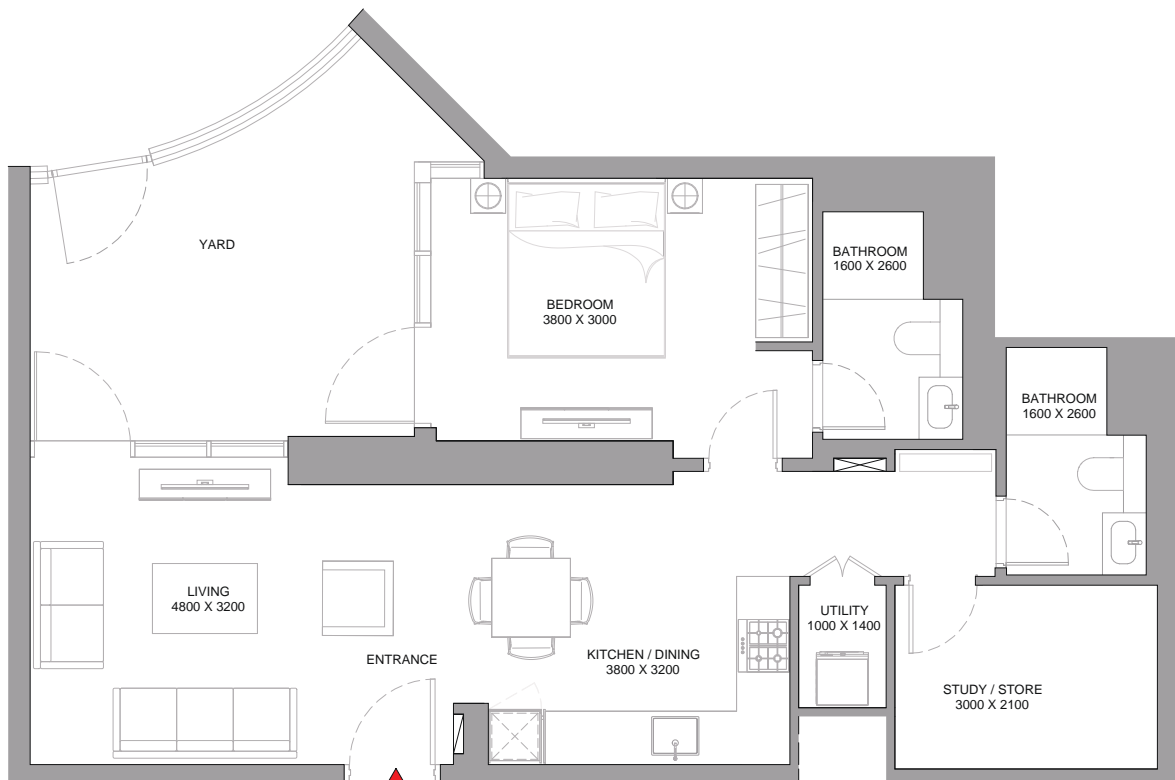 YARD
BATHROOM
1600 X 2600
BEDROOM
3800 X 3000
BATHROOM
1600 X 2600
LIVING
4800 X 3200
UTILITY
1000 X 1400
ENTRANCE
KITCHEN / DINING
3800 X 3200
STUDY / STORE
3000 X 2100